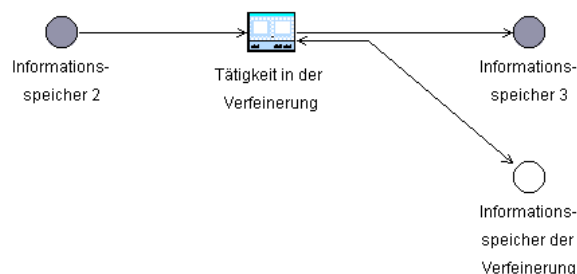 Informations-
speicher 2
Tätigkeit in der
Verfeinerung
Informations-
speicher 3
Informations-
speicher der
Verfeinerung